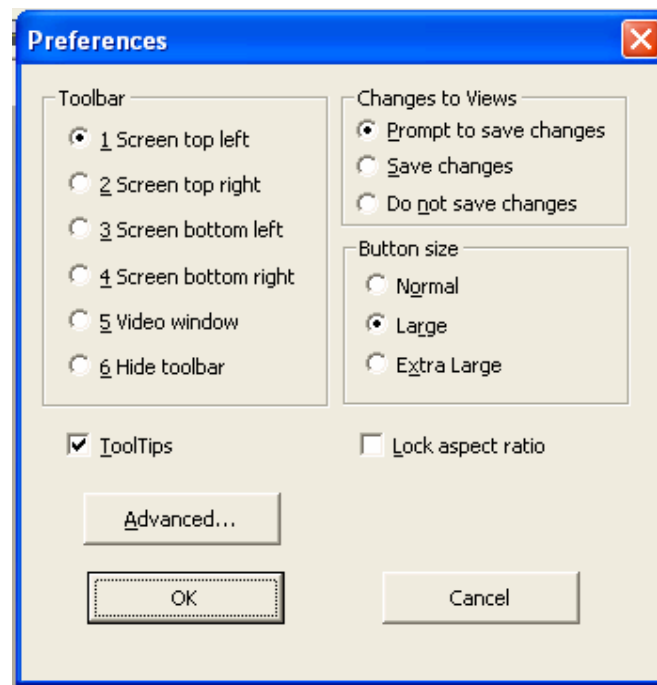 Preferences
Toolbar
1 Screen top left
2 Screen top right
3 Screen bottom left
4 Screen bottom right
5 Video window
6 Hide toolbar
Changes to Views
Prompt to save changes
Save changes
Do not save changes
Button size
Normal
Large
Extra Large
ToolTips
Lock aspect ratio
Advanced...
OK
Cancel